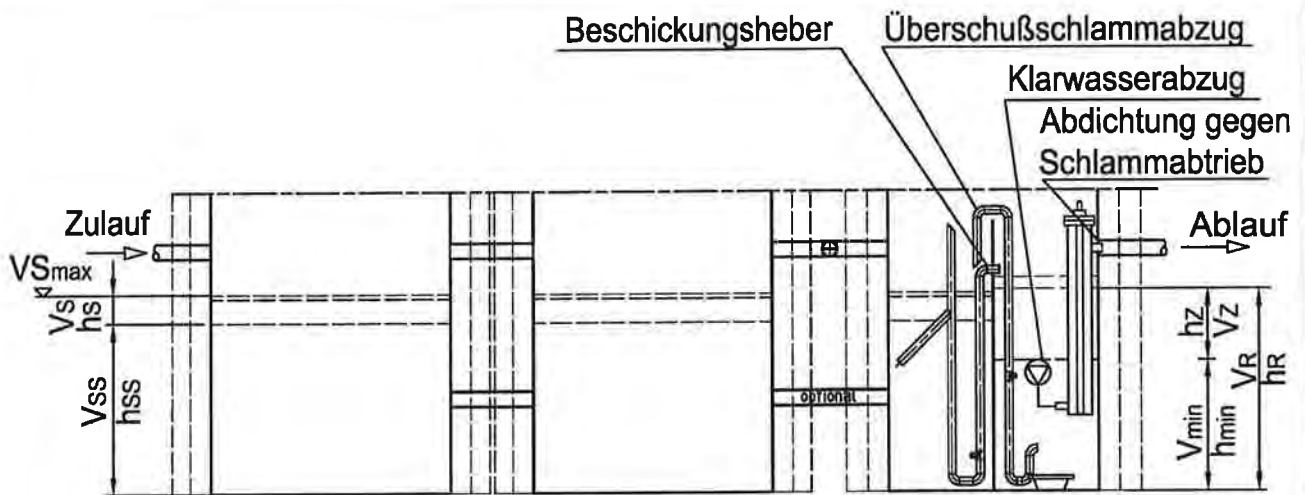 Beschickungsheber
Überschußschlammabzug
Klarwasserabzug
Abdichtung gegen
Schlammabtrieb
Zulauf
Ablauf
VSmax
VS
hS
VSS
hSS
OPTIONAL
hZ
VZ
VR
hR
Vmin
hmin